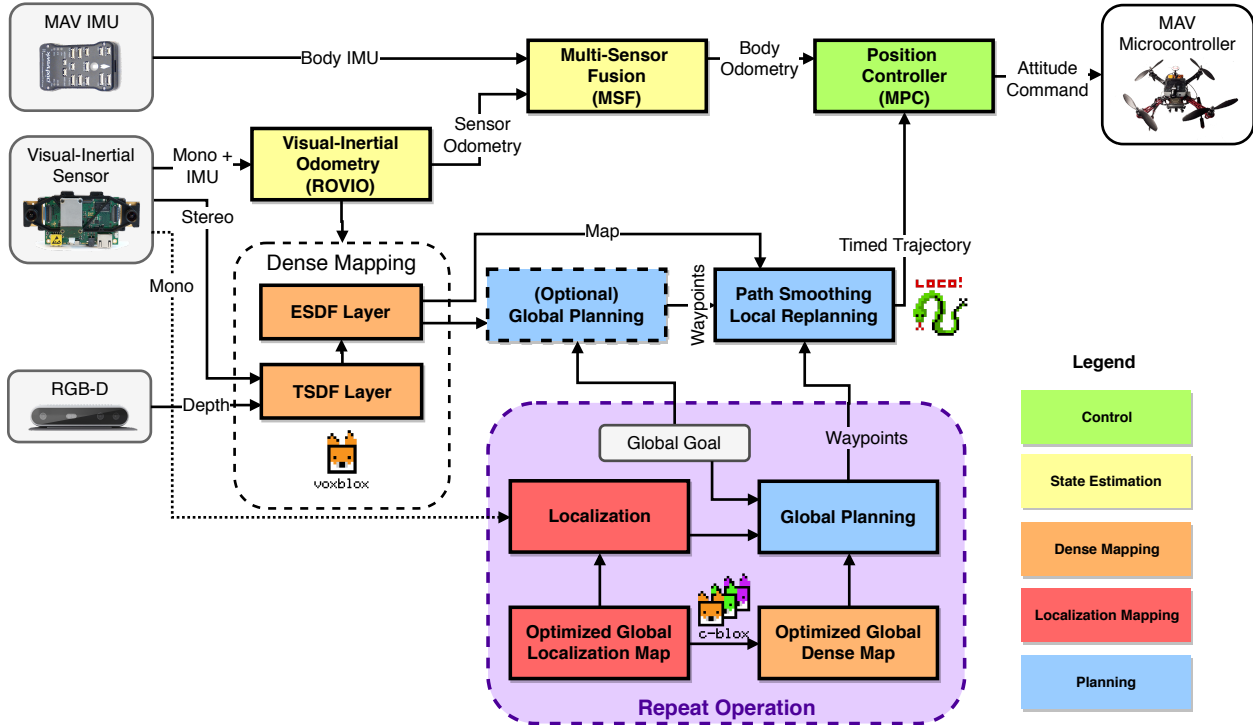 MAV IMU
Body IMU
Multi-Sensor
Fusion
(MSF)
Body
Odometry
Position
Controller
(MPC)
Attitude
Command
MAV
Microcontroller
Visual-Inertial
Sensor
Mono +
IMU
Visual-Inertial
Odometry
(ROVIO)
Sensor
Odometry
Stereo
Mono
Dense Mapping
ESDF Layer
TSDF Layer
voxblox
Map
(Optional)
Global Planning
Waypoints
Path Smoothing
Local Replanning
Timed Trajectory
LOCO!
RGB-D
Depth
Global Goal
Waypoints
Localization
Global Planning
Optimized Global
Localization Map
c-blox
Optimized Global
Dense Map
Repeat Operation
Legend
Control
State Estimation
Dense Mapping
Localization Mapping
Planning